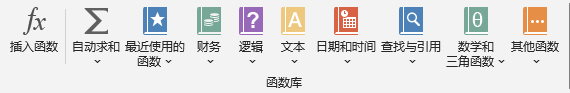 fx
Σ
?
A
θ
插入函数
自动求和
最近使用的
函数
财务
逻辑
文本
日期和时间
查找与引用
数学和
三角函数
其他函数
函数库